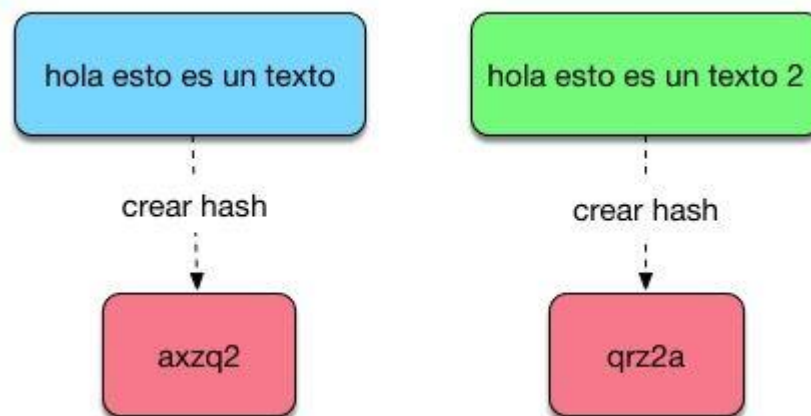 hola esto es un texto
hola esto es un texto 2
crear hash
crear hash
axzq2
qrz2a